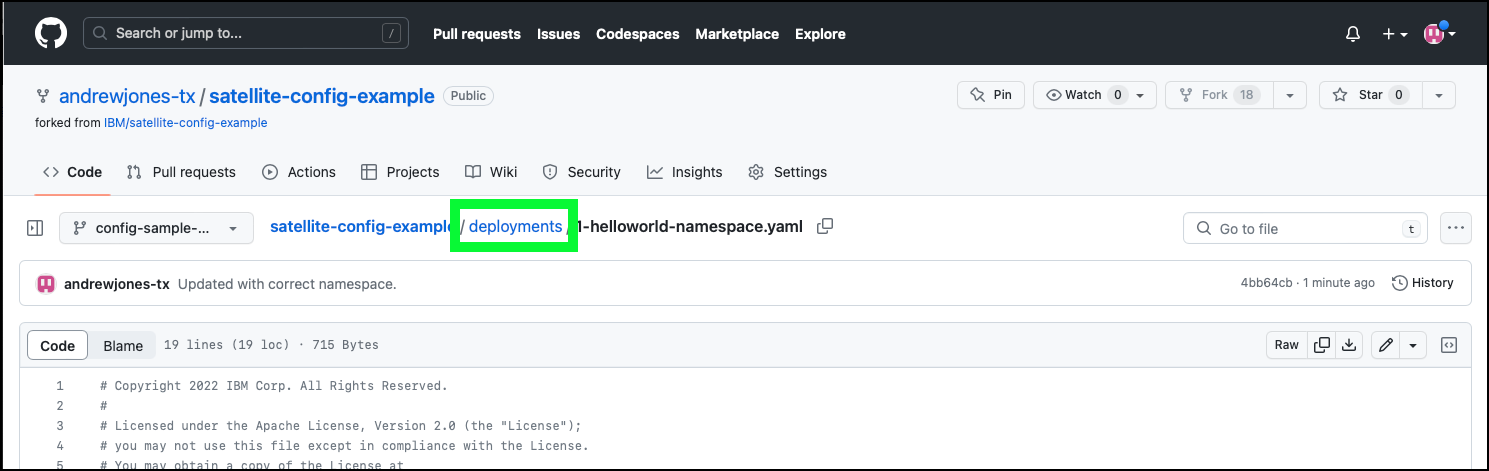 Search or jump to... / Pull requests Issues Codespaces Marketplace Explore
andrewjones-tx / satellite-config-example Public Pin Watch 0 Fork 18 Star 0
forked from IBM/satellite-config-example
Code Pull requests Actions Projects Wiki Security Insights Settings
config-sample-... satellite-config-example / deployments / 1-helloworld-namespace.yaml Go to file t ...
andrewjones-tx Updated with correct namespace. 4bb64cb · 1 minute ago History
Code Blame 19 lines (19 loc) · 715 Bytes Raw
1 # Copyright 2022 IBM Corp. All Rights Reserved.
2 #
3 # Licensed under the Apache License, Version 2.0 (the "License");
4 # you may not use this file except in compliance with the License.
5 # You may obtain a copy of the License at